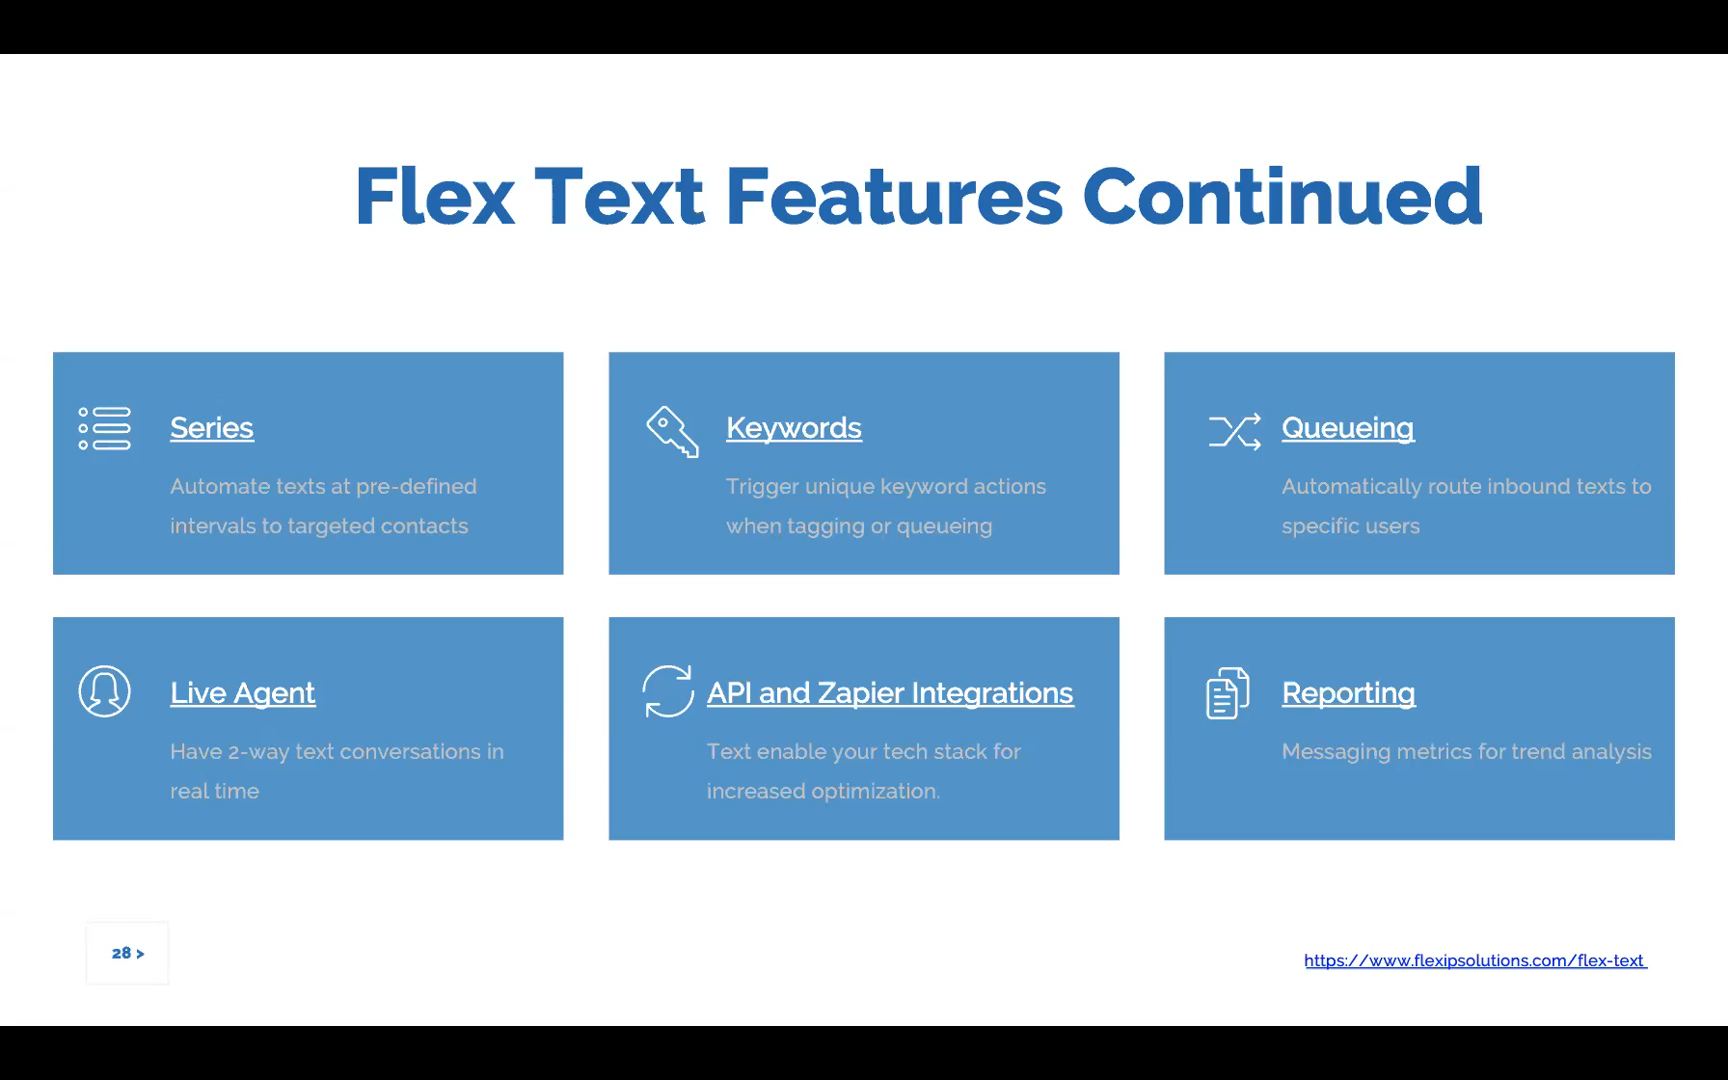 Flex Text Features Continued
Series
Automate texts at pre-defined
intervals to targeted contacts
Keywords
Trigger unique keyword actions
when tagging or queueing
Queueing
Automatically route inbound texts to
specific users
Live Agent
Have 2-way text conversations in
real time
API and Zapier Integrations
Text enable your tech stack for
increased optimization.
Reporting
Messaging metrics for trend analysis
28 >
https://www.flexipsolutions.com/flex-text